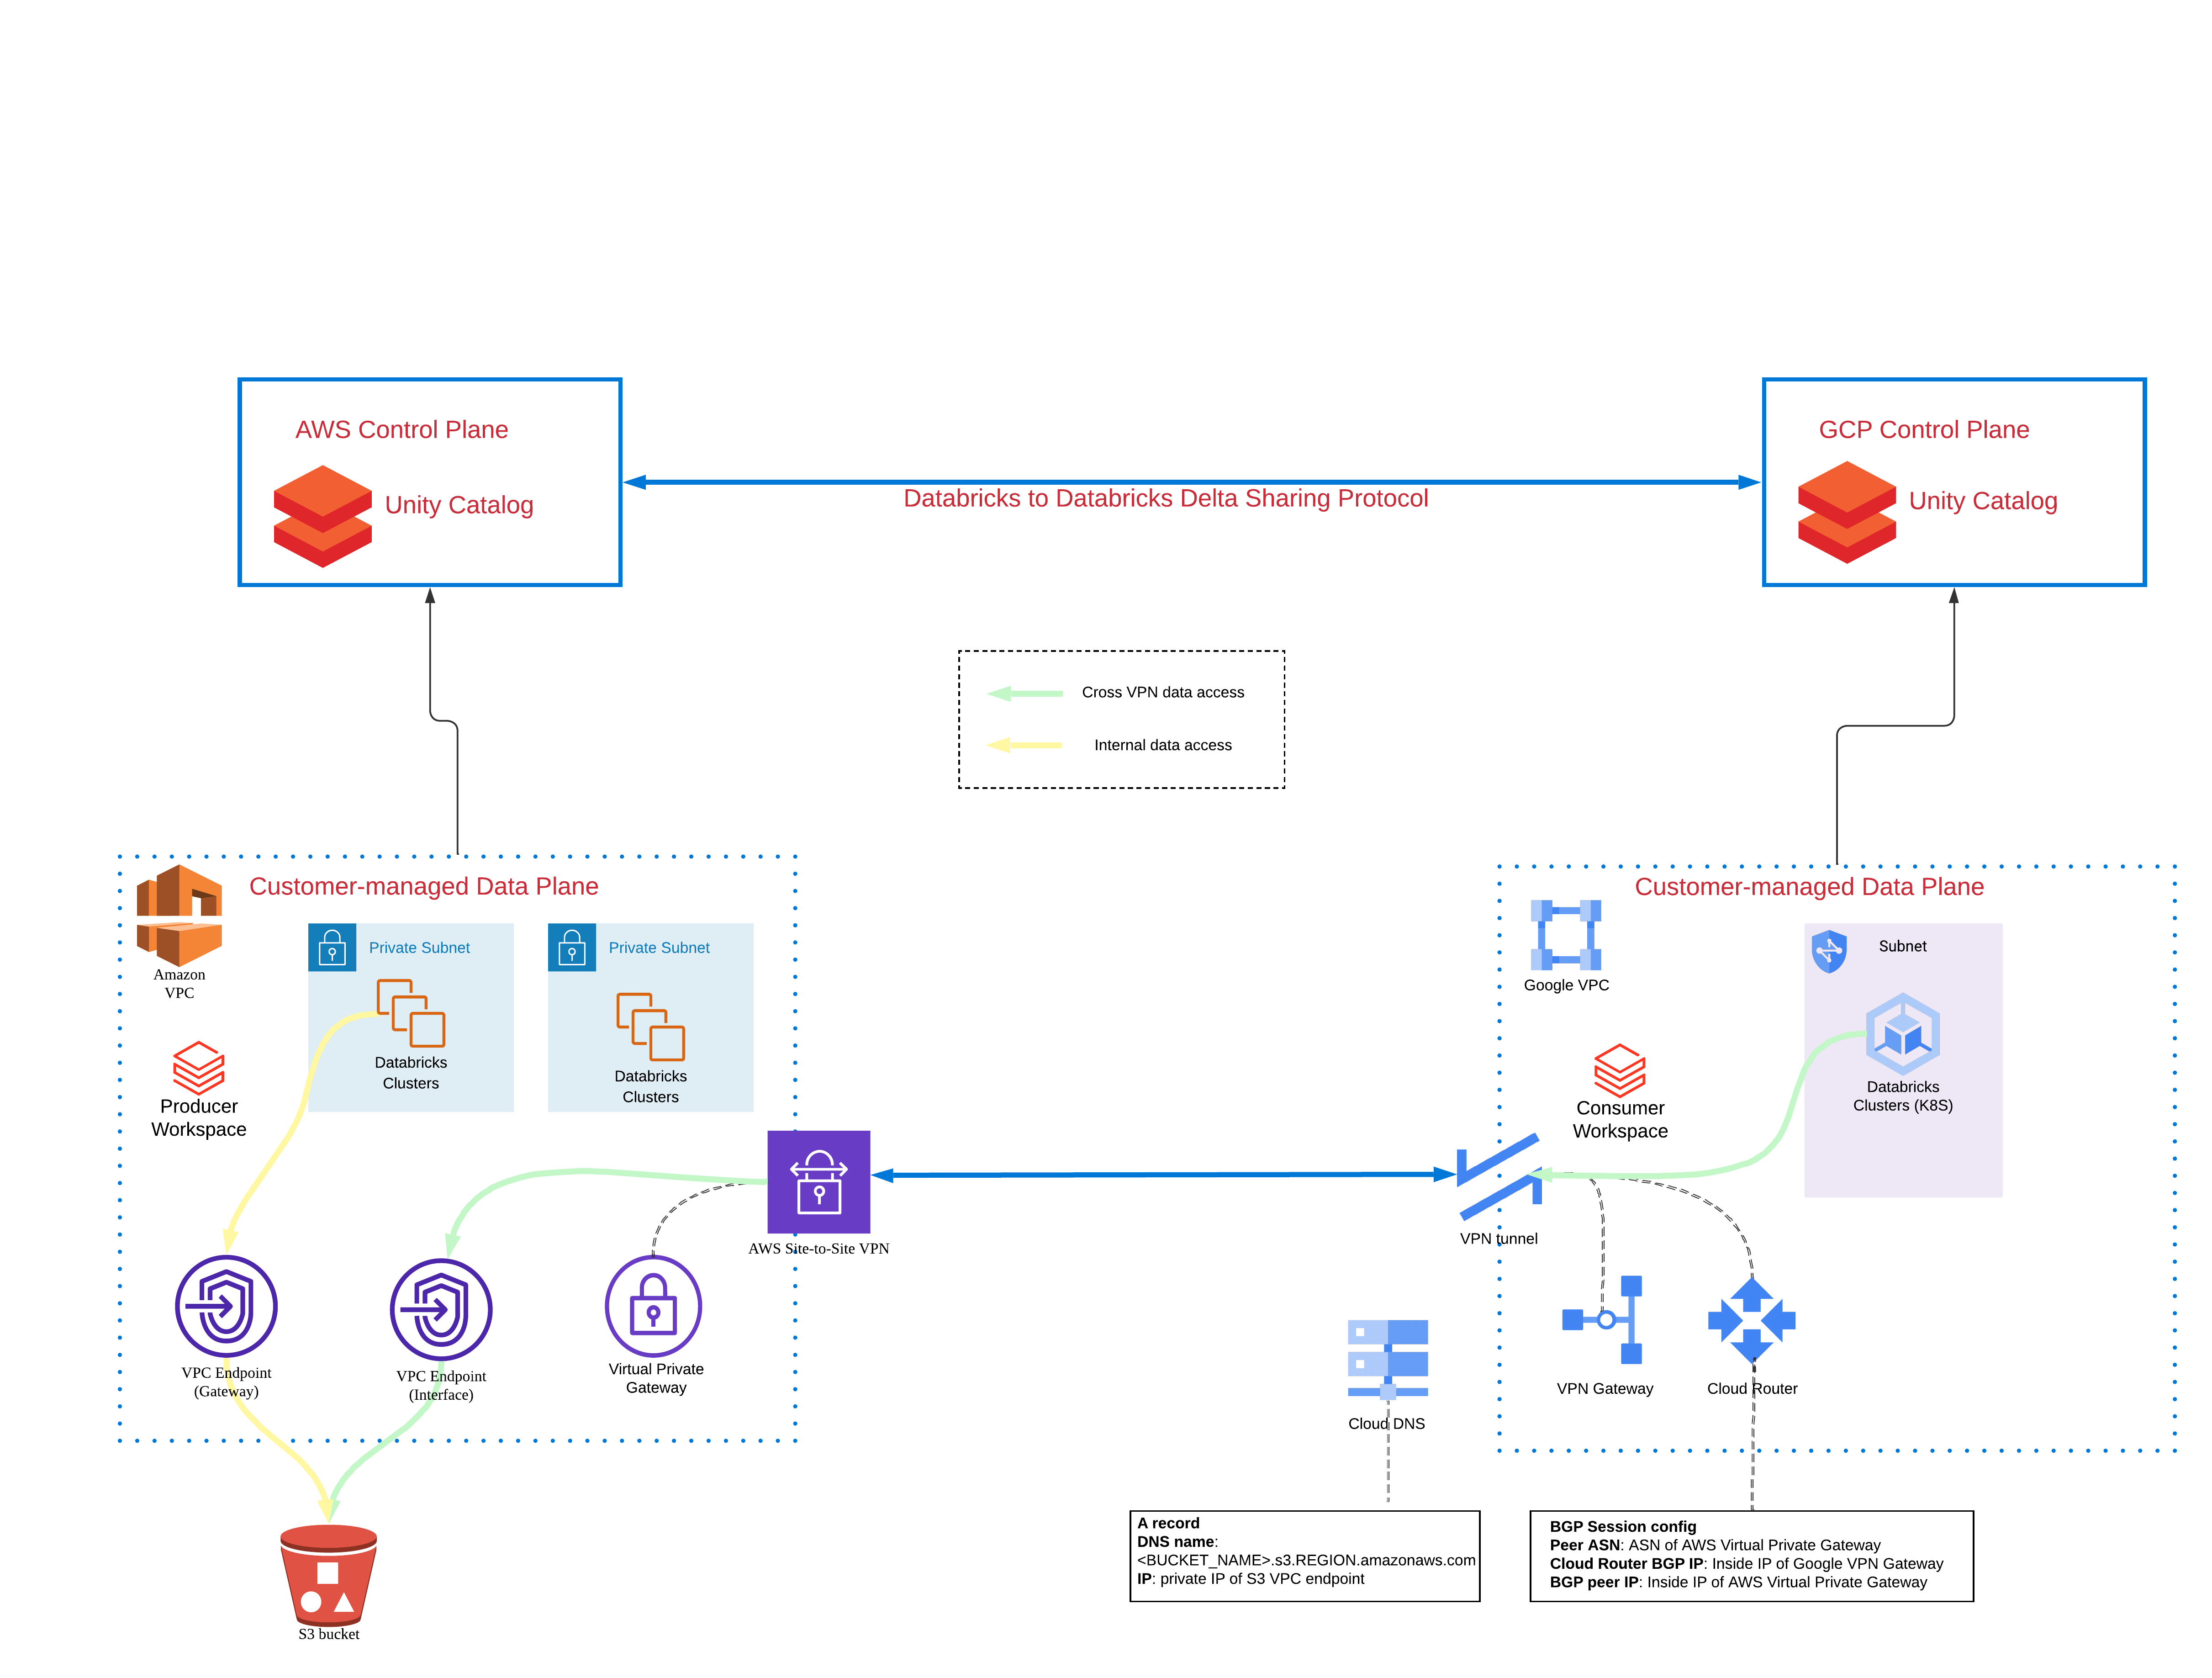 AWS Control Plane
Unity Catalog
GCP Control Plane
Unity Catalog
Databricks to Databricks Delta Sharing Protocol
Cross VPN data access
Internal data access
Customer-managed Data Plane
Amazon
VPC
Private Subnet
Databricks
Clusters
Private Subnet
Databricks
Clusters
Producer
Workspace
AWS Site-to-Site VPN
VPC Endpoint
(Gateway)
VPC Endpoint
(Interface)
Virtual Private
Gateway
S3 bucket
Customer-managed Data Plane
Google VPC
Subnet
Databricks
Clusters (K8S)
Consumer
Workspace
VPN tunnel
VPN Gateway
Cloud Router
Cloud DNS
A record
DNS name:
<BUCKET_NAME>.s3.REGION.amazonaws.com
IP: private IP of S3 VPC endpoint
BGP Session config
Peer ASN: ASN of AWS Virtual Private Gateway
Cloud Router BGP IP: Inside IP of Google VPN Gateway
BGP peer IP: Inside IP of AWS Virtual Private Gateway